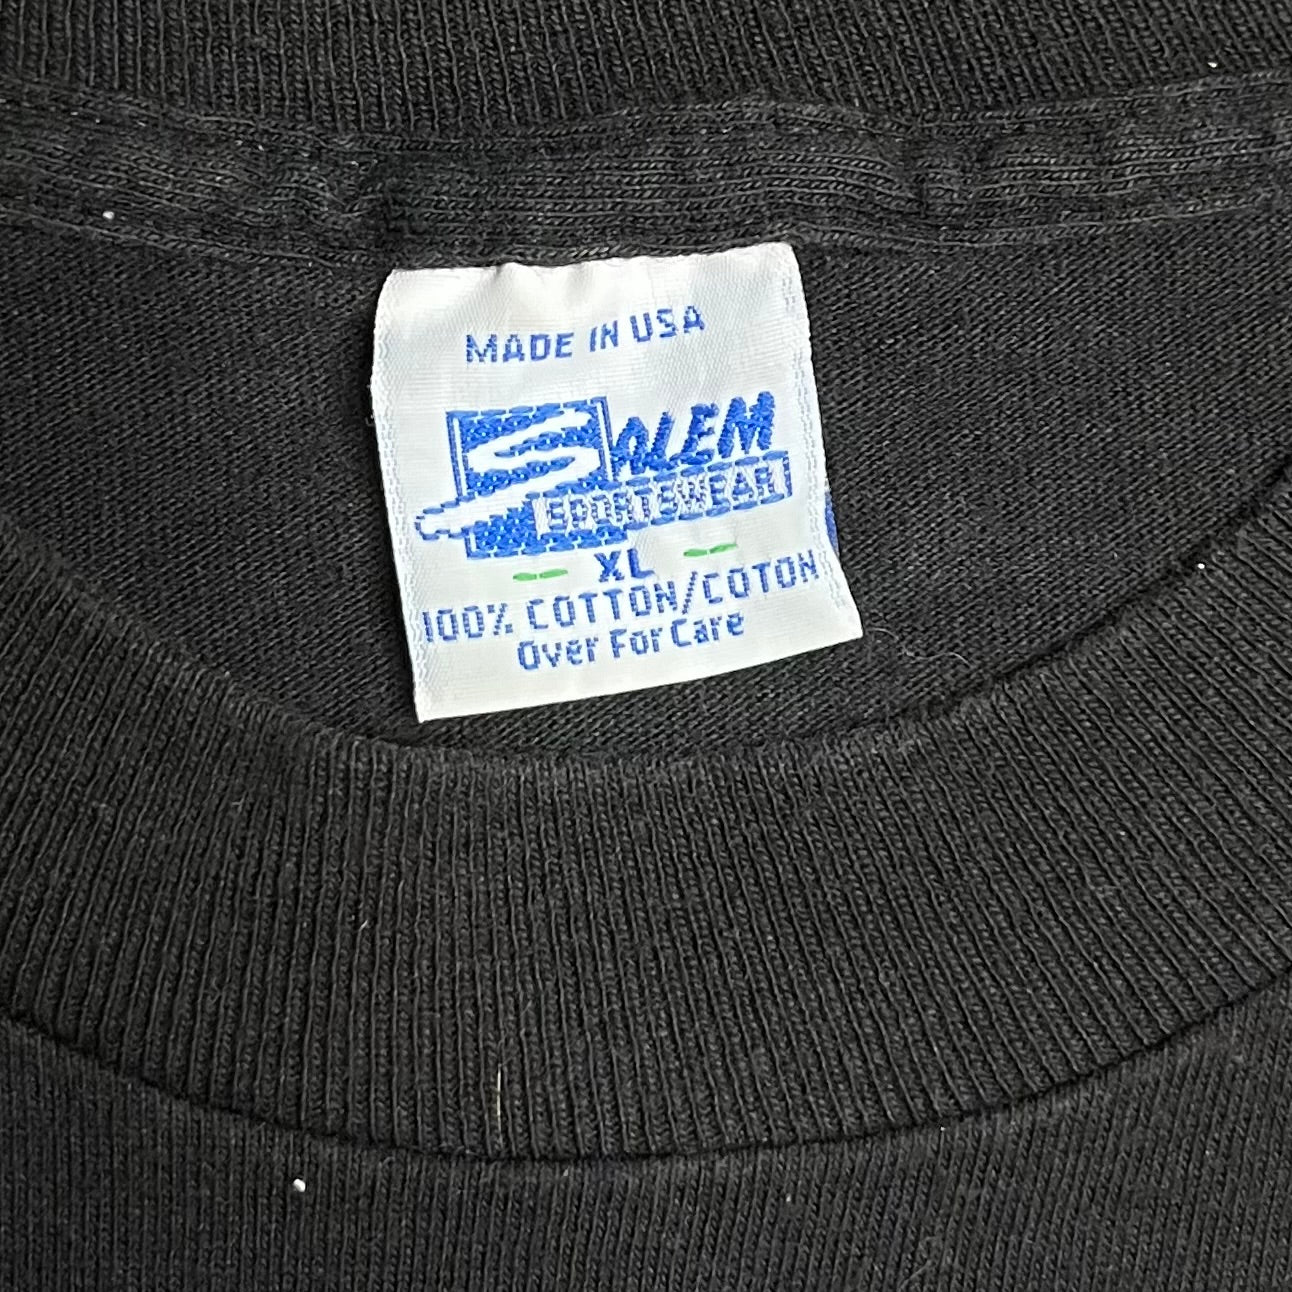 MADE IN USA
SALEM
SPORTSWEAR
XL
100% COTTON/COTON
Over For Care